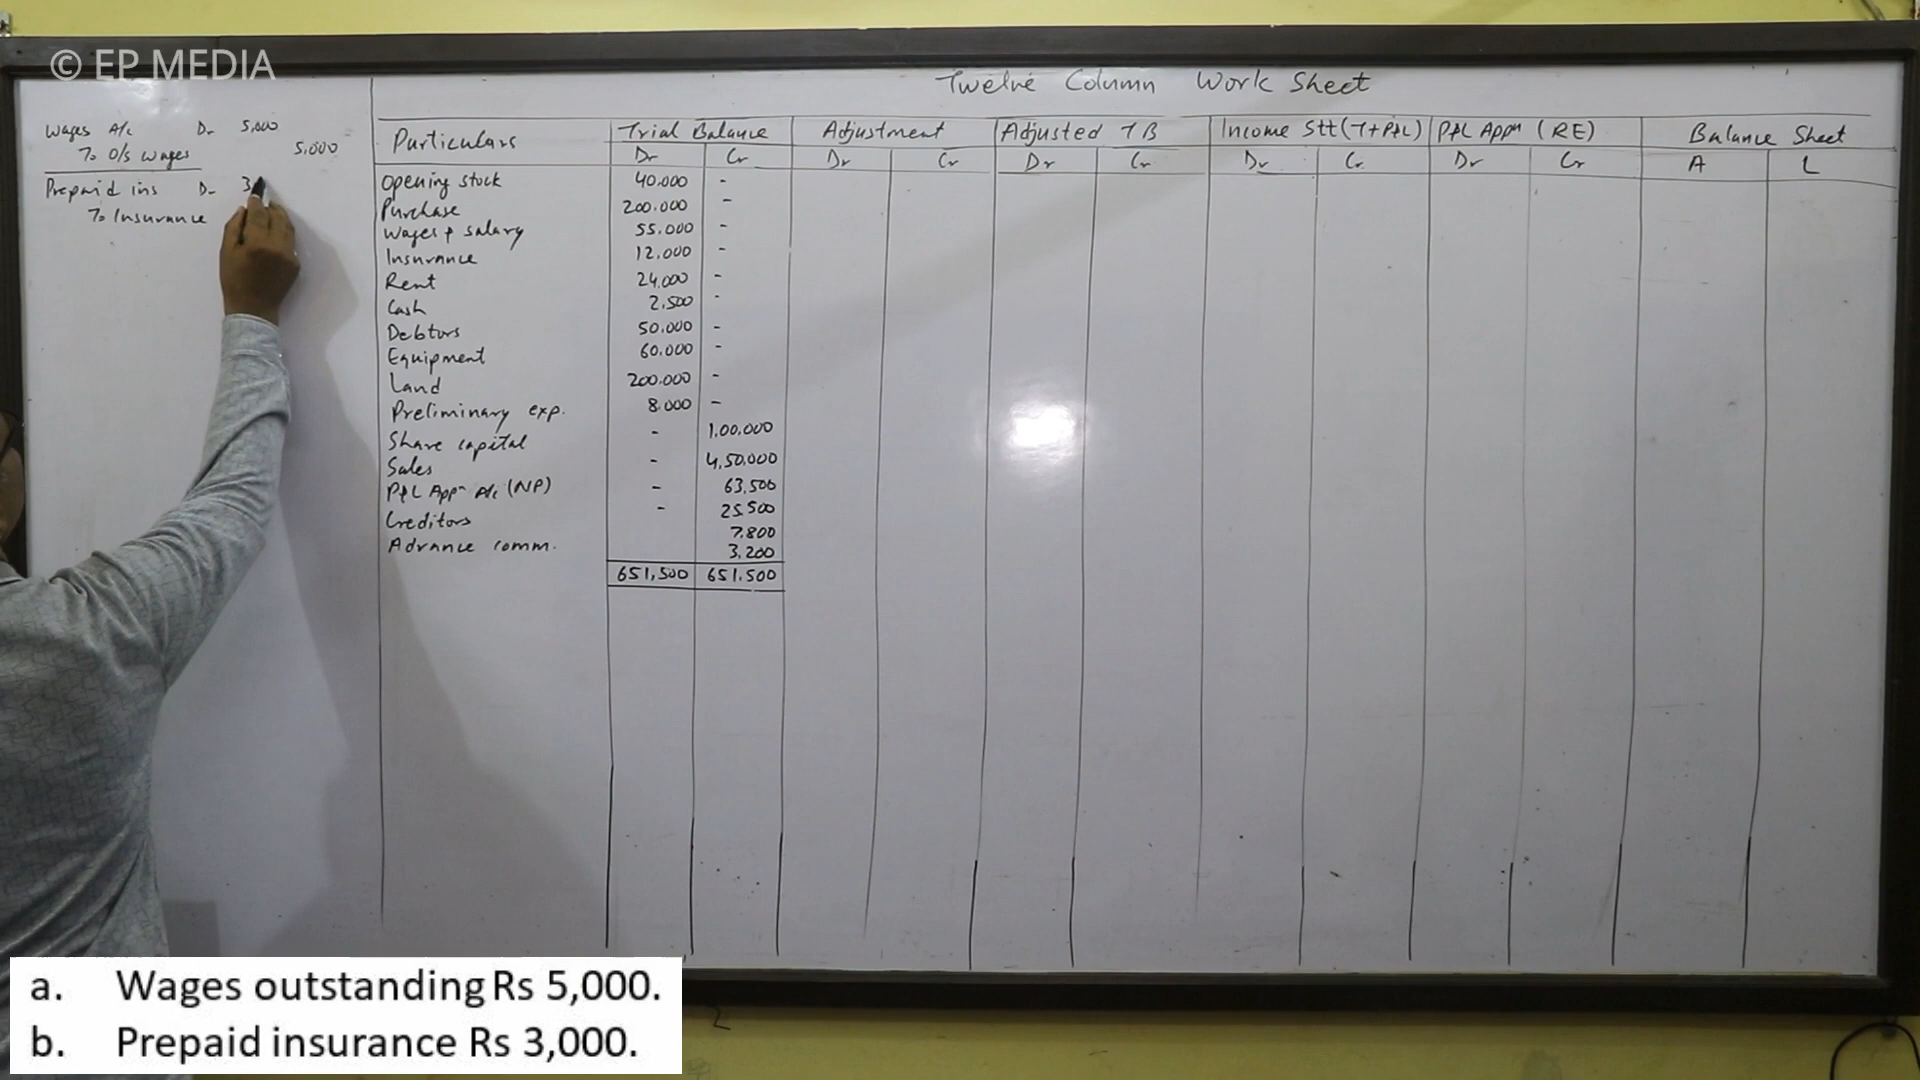 © EP MEDIA
Twelve Column Work Sheet
Wages A/c Dr 5,000
To O/s wages 5,000
Prepaid ins Dr 3
To Insurance
Particulars Trial Balance Adjustment Adjusted TB Income Stt (T+P&L) P&L Appn (RE) Balance Sheet
Dr Cr Dr Cr Dr Cr Dr Cr Dr Cr A L
Opening stock 40.000 -
Purchase 200.000 -
Wages & salary 55.000 -
Insurance 12.000 -
Rent 24.000 -
Cash 2.500 -
Debtors 50.000 -
Equipment 60.000 -
Land 200.000 -
Preliminary exp. 8.000 -
Share capital - 1,00,000
Sales - 4,50,000
P&L Appn A/c (NP) - 63,500
Creditors - 25.500
Advance comm. 7.800
3.200
651,500 651.500
a. Wages outstanding Rs 5,000.
b. Prepaid insurance Rs 3,000.